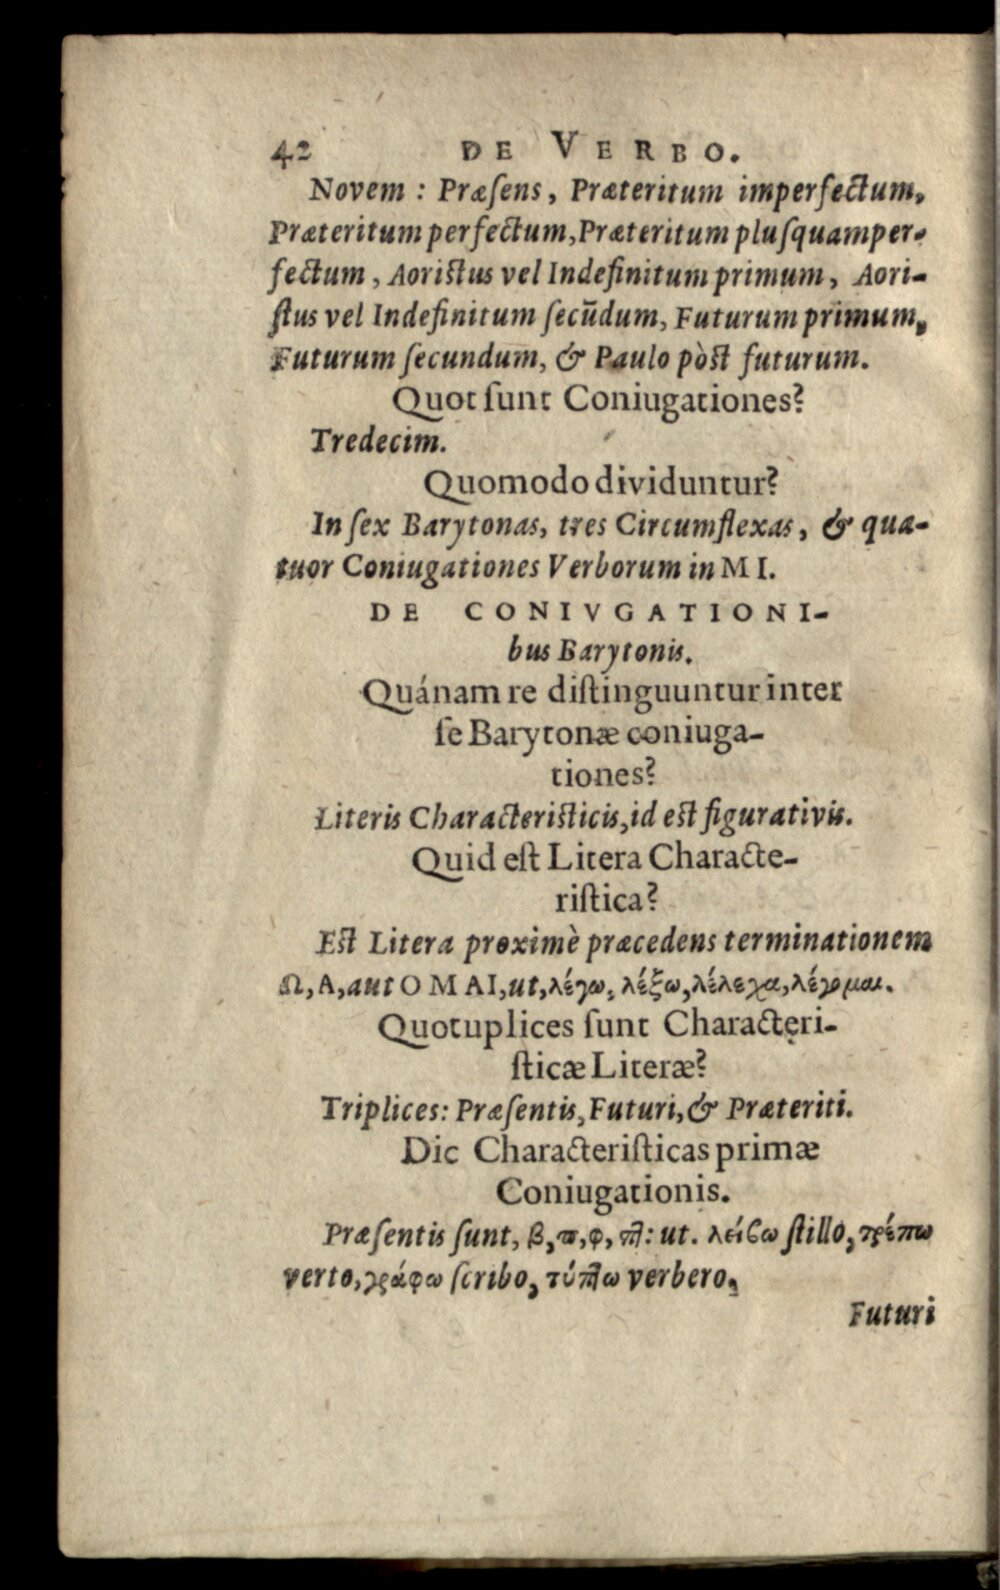 42 DE VERBO.
Novem : Præſens, Præteritum imperfectum,
Præteritum perfectum, Præteritum pluſquamper-
fectum, Aoriſtus vel Indefinitum primum, Aori-
ſtus vel Indefinitum ſecũdum, Futurum primum,
Futurum ſecundum, & Paulo pòſt futurum.
Quot ſunt Coniugationes?
Tredecim.
Quomodo dividuntur?
In ſex Barytonas, tres Circumflexas, & qua-
tuor Coniugationes Verborum in MI.
DE CONIVGATIONI-
bus Barytonis.
Quánam re diſtinguuntur inter
ſe Barytonæ coniuga-
tiones?
Literis Characteriſticis, id eſt figurativis.
Quid eſt Litera Characte-
riſtica?
Eſt Litera proximè præcedens terminationem
Ω, A, aut OMAI, ut, λέγω, λέξω, λέλεχα, λέγομαι.
Quotuplices ſunt Characteri-
ſticæ Literæ?
Triplices: Præſentis, Futuri, & Præteriti.
Dic Characteriſticas primæ
Coniugationis.
Præſentis ſunt, β, π, φ, πτ: ut. λείϐω ſtillo, τρέπω
verto, γράφω ſcribo, τύπτω verbero,
Futuri